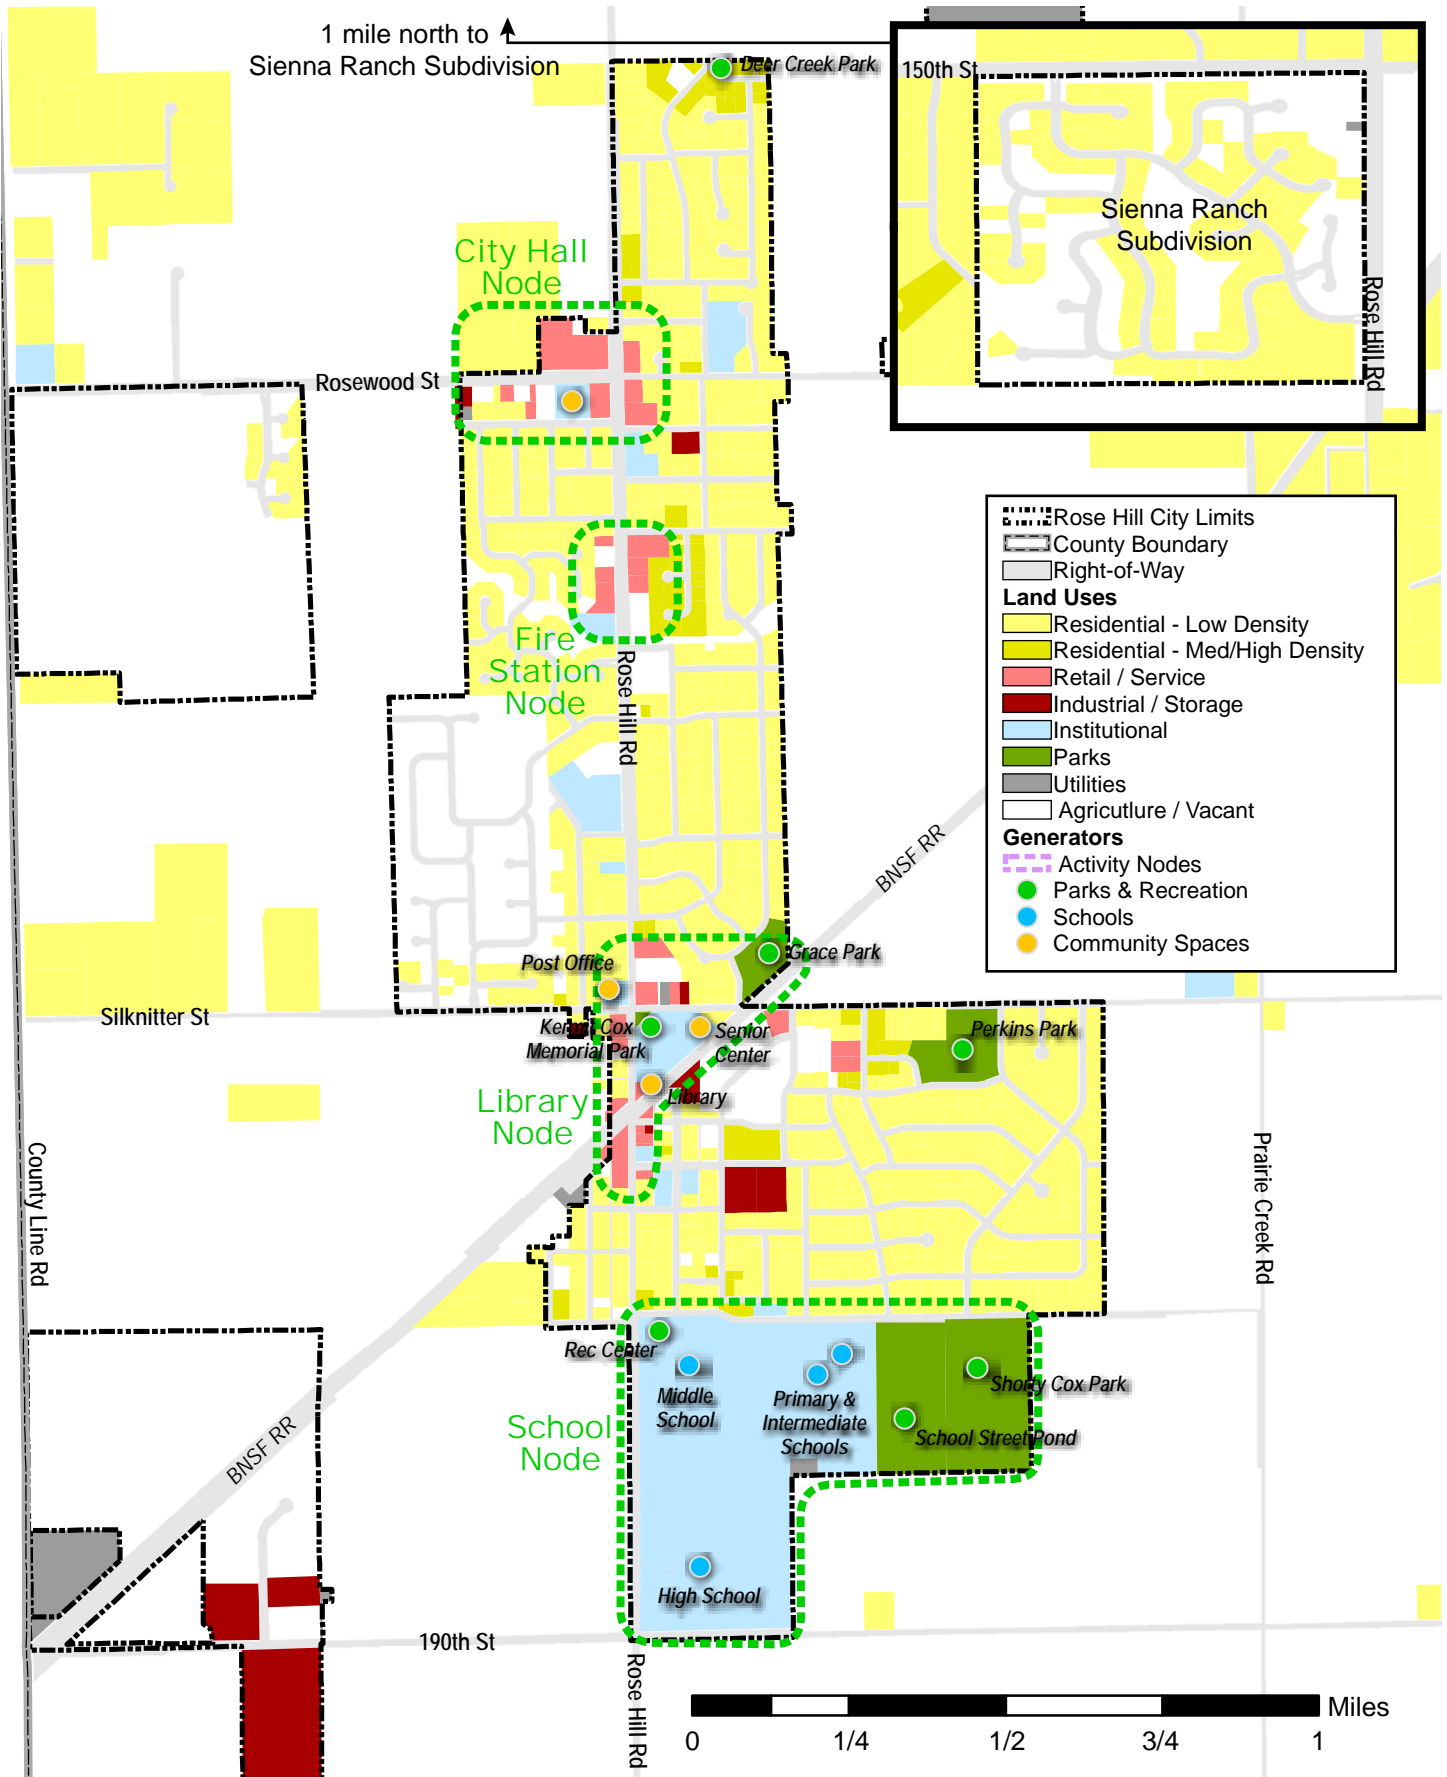 1 mile north to
Sienna Ranch Subdivision
Deer Creek Park
150th St
Sienna Ranch
Subdivision
Rose Hill Rd
City Hall
Node
Rosewood St
Rose Hill City Limits
County Boundary
Right-of-Way
Land Uses
Residential - Low Density
Residential - Med/High Density
Retail / Service
Industrial / Storage
Institutional
Parks
Utilities
Agricutlure / Vacant
Generators
Activity Nodes
Parks & Recreation
Schools
Community Spaces
Fire
Station
Node
Rose Hill Rd
BNSF RR
Grace Park
Post Office
Silknitter St
Cox
Memorial Park
Senior
Center
Perkins Park
Library
Library
Node
County Line Rd
Prairie Creek Rd
Rec Center
Middle
School
Primary &
Intermediate
Schools
Shorty Cox Park
School Street Pond
School
Node
BNSF RR
High School
190th St
Rose Hill Rd
Miles
0 1/4 1/2 3/4 1